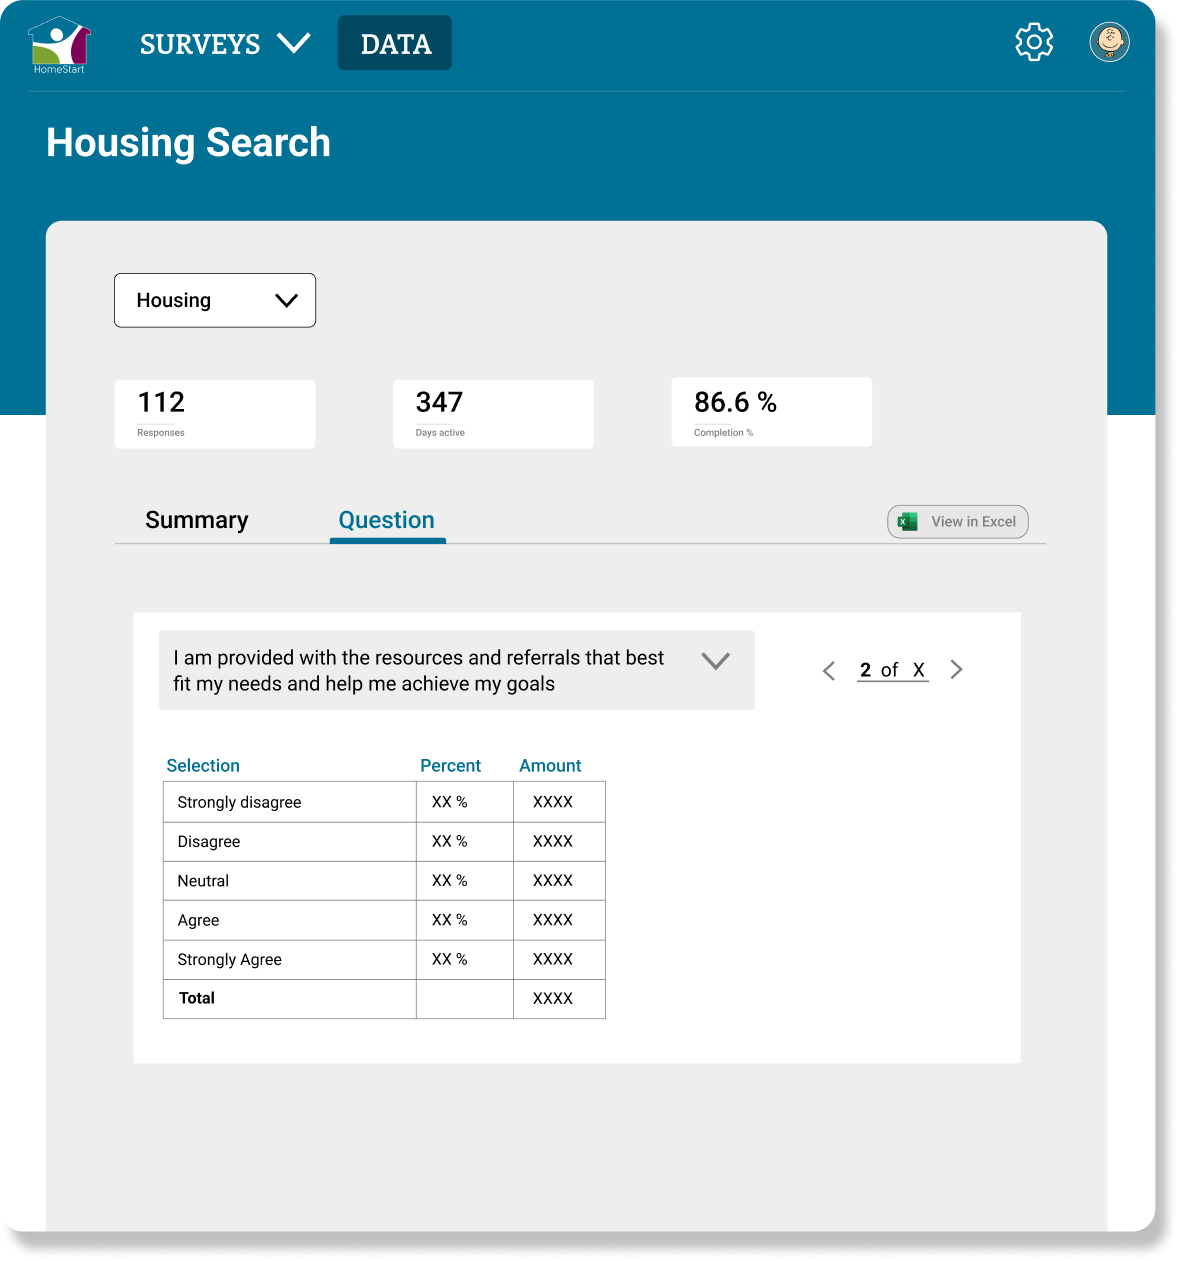 HomeStart
SURVEYS
DATA
Housing Search
Housing
112
Responses
347
Days active
86.6 %
Completion %
Summary
Question
View in Excel
I am provided with the resources and referrals that best
fit my needs and help me achieve my goals
2 of X
Selection Percent Amount
Strongly disagree XX % XXXX
Disagree XX % XXXX
Neutral XX % XXXX
Agree XX % XXXX
Strongly Agree XX % XXXX
Total XXXX